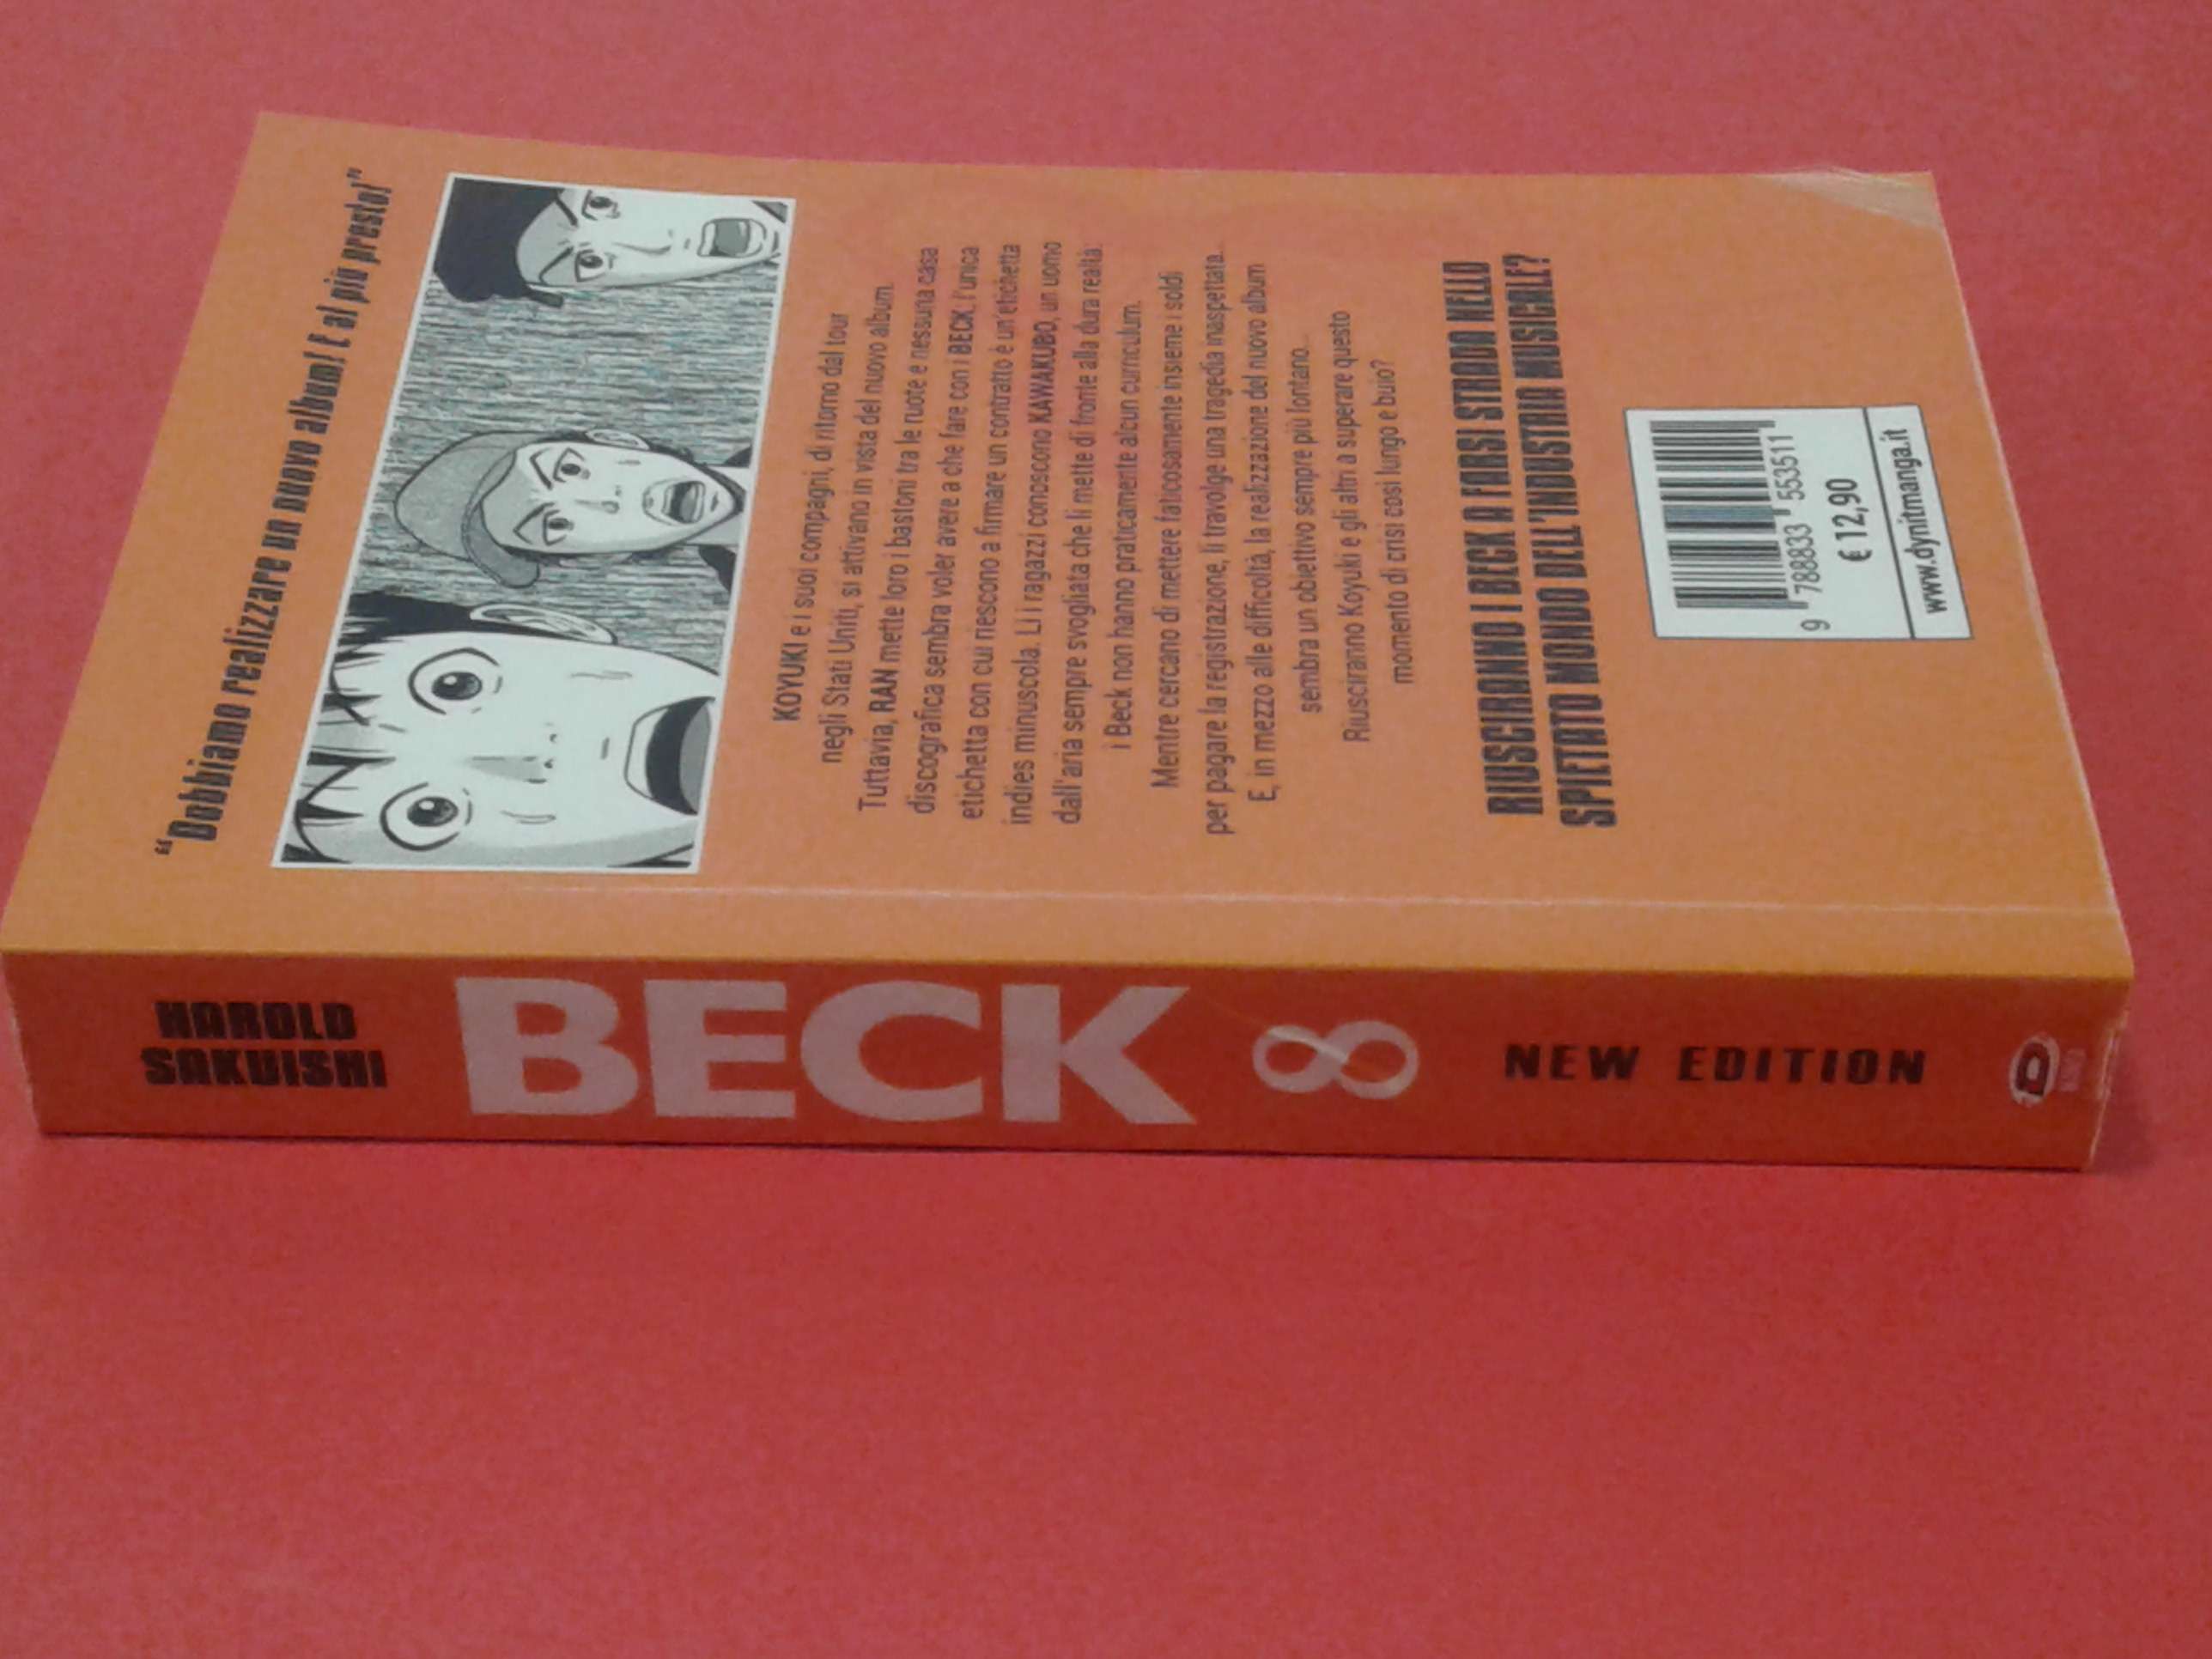 "Dobbiamo realizzare un nuovo album! E al più presto!"
KOYUKI e i suoi compagni, di ritorno dal tour
negli Stati Uniti, si attivano in vista del nuovo album.
Tuttavia, RAN mette loro i bastoni tra le ruote e nessuna casa
discografica sembra voler avere a che fare con i BECK, l'unica
etichetta con cui riescono a firmare un contratto è un'etichetta
indies minuscola. Lì i ragazzi conoscono KAWAKUBO, un uomo
dall'aria sempre svogliata che li mette di fronte alla dura realtà:
i Beck non hanno praticamente alcun curriculum.
Mentre cercano di mettere faticosamente insieme i soldi
per pagare la registrazione, li travolge una tragedia inaspettata.
E, in mezzo alle difficoltà, la realizzazione del nuovo album
sembra un obiettivo sempre più lontano...
Riusciranno Koyuki e gli altri a superare questo
momento di crisi così lungo e buio?
RIUSCIRANNO I BECK A FARSI STRADA NELLO
SPIETATO MONDO DELL'INDUSTRIA MUSICALE?
9 788833 553511
€ 12,90
www.dynitmanga.it
HAROLD
SAKUISHI
BECK 8
NEW EDITION
D